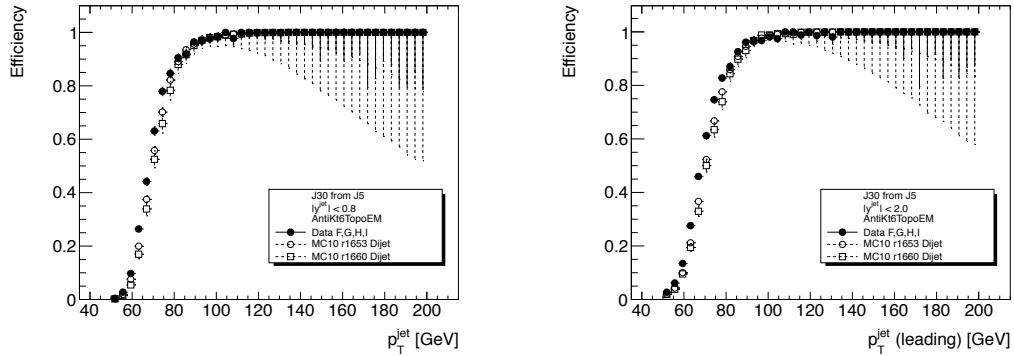 Efficiency
1
0.8
0.6
0.4
0.2
0
J30 from J5
|y^jet| < 0.8
AntiKt6TopoEM
Data F,G,H,I
MC10 r1653 Dijet
MC10 r1660 Dijet
40 60 80 100 120 140 160 180 200
p_T^jet [GeV]
Efficiency
1
0.8
0.6
0.4
0.2
0
J30 from J5
|y^jet| < 2.0
AntiKt6TopoEM
Data F,G,H,I
MC10 r1653 Dijet
MC10 r1660 Dijet
40 60 80 100 120 140 160 180 200
p_T^jet (leading) [GeV]